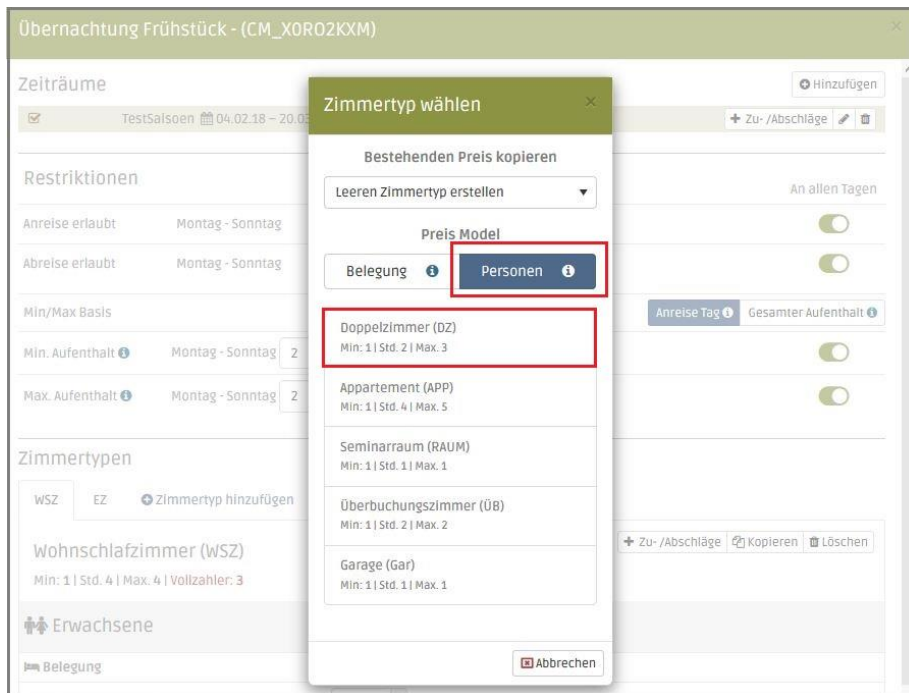 Übernachtung Frühstück - (CM_X0RO2KXM)
Zeiträume
Hinzufügen
TestSaisoen 04.02.18 – 20.03
+ Zu- /Abschläge
Restriktionen
An allen Tagen
Anreise erlaubt Montag - Sonntag
Abreise erlaubt Montag - Sonntag
Min/Max Basis
Anreise Tag Gesamter Aufenthalt
Min. Aufenthalt Montag - Sonntag 2
Max. Aufenthalt Montag - Sonntag 2
Zimmertypen
WSZ EZ Zimmertyp hinzufügen
Wohnschlafzimmer (WSZ)
+ Zu- /Abschläge Kopieren Löschen
Min: 1 | Std. 4 | Max. 4 | Vollzahler: 3
Erwachsene
Belegung
Zimmertyp wählen
Bestehenden Preis kopieren
Leeren Zimmertyp erstellen
Preis Model
Belegung Personen
Doppelzimmer (DZ)
Min: 1 | Std. 2 | Max. 3
Appartement (APP)
Min: 1 | Std. 4 | Max. 5
Seminarraum (RAUM)
Min: 1 | Std. 1 | Max. 1
Überbuchungszimmer (ÜB)
Min: 1 | Std. 2 | Max. 2
Garage (Gar)
Min: 1 | Std. 1 | Max. 1
Abbrechen